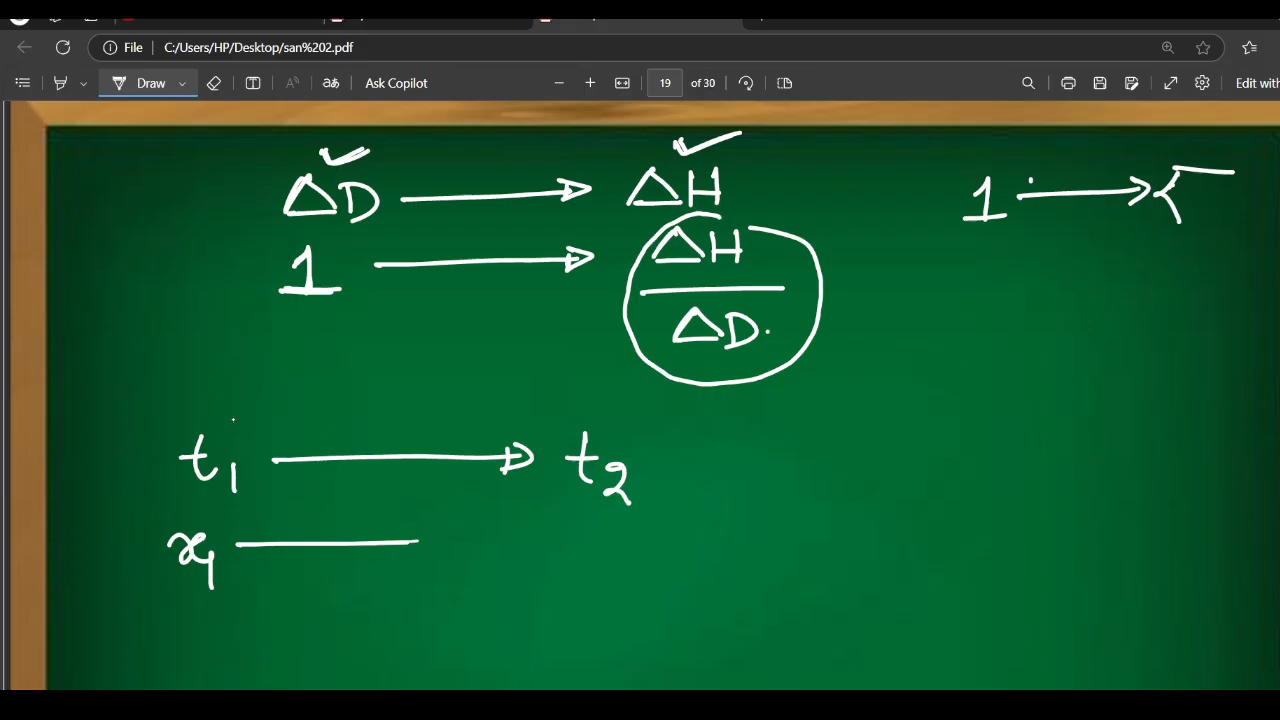 File | C:/Users/HP/Desktop/san%202.pdf
Draw Ask Copilot 19 of 30 Edit with
ΔD → ΔH
1 → ΔH
ΔD.
1 → √
t₁ → t₂
x₁